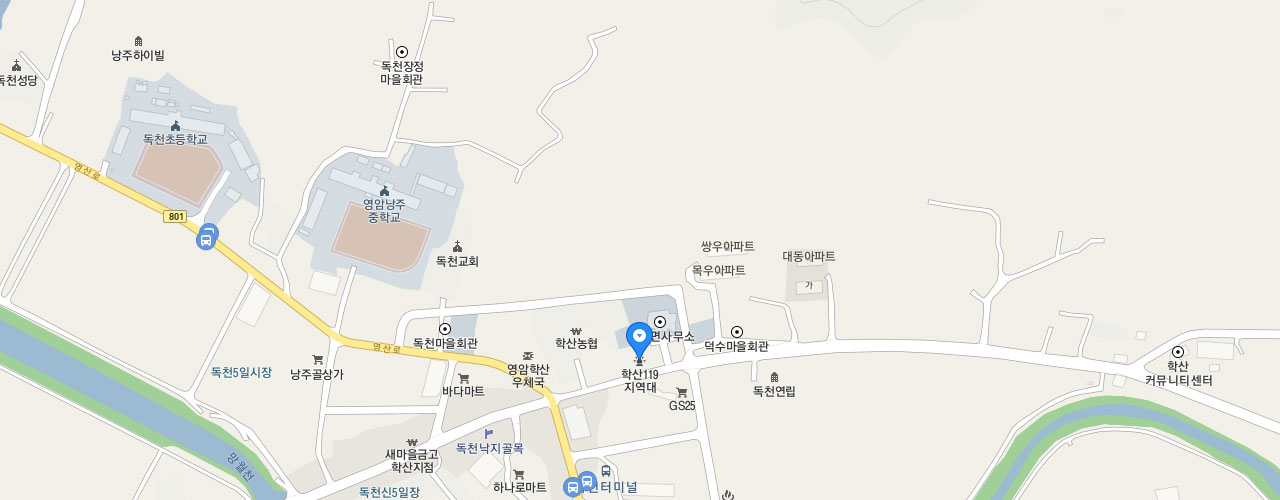 낭주하이빌
독천장정
마을회관
독천성당
독천초등학교
영산로
801
영암낭주
중학교
독천교회
쌍우아파트
목우아파트
대동아파트
가
독천마을회관
학산농협
면사무소
덕수마을회관
영산로
영암학산
우체국
학산119
지역대
학산
커뮤니티센터
독천5일시장
낭주골상가
바다마트
GS25
독천연립
새마을금고
학산지점
독천낙지골목
망월천
하나로마트
독천신5일장
터미널